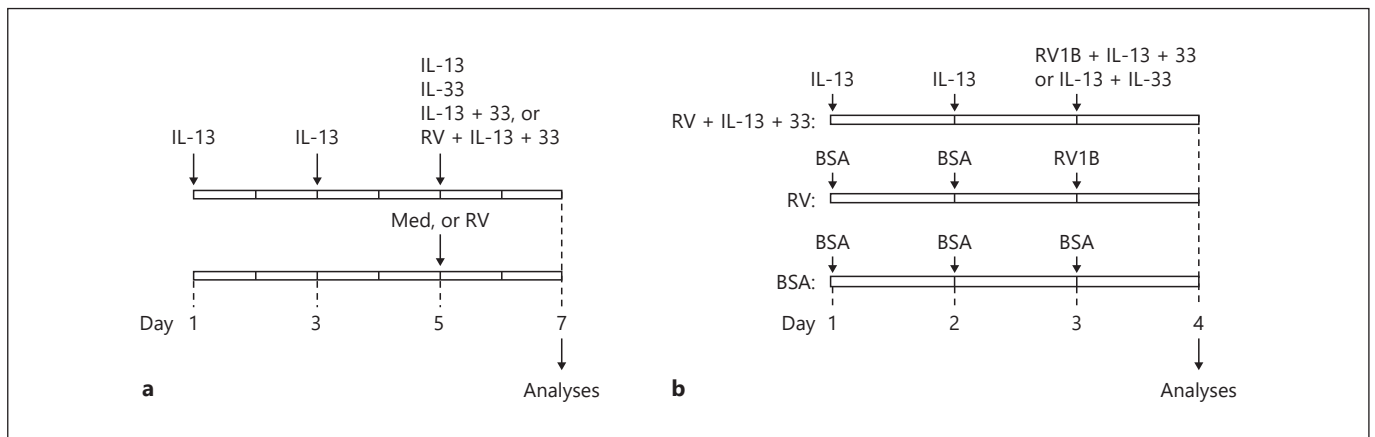 IL-13
IL-33
IL-13 + 33, or
RV + IL-13 + 33
IL-13
IL-13
Med, or RV
Day 1 3 5 7
Analyses
a
RV1B + IL-13 + 33
or IL-13 + IL-33
IL-13
IL-13
RV + IL-13 + 33:
BSA
BSA
RV1B
RV:
BSA
BSA
BSA
BSA:
Day 1 2 3 4
Analyses
b